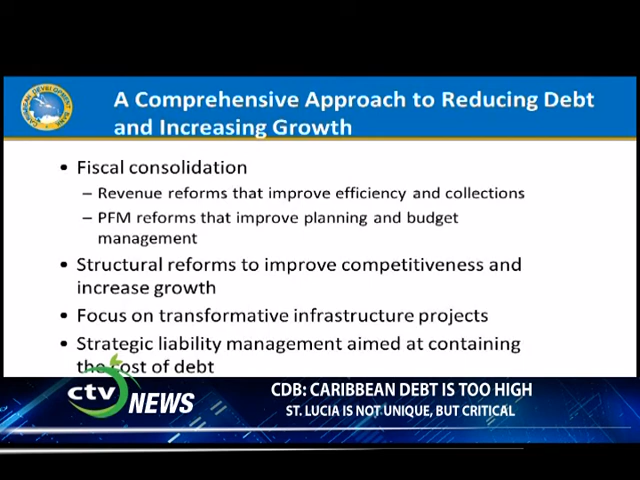 CARIBBEAN DEVELOPMENT BANK
A Comprehensive Approach to Reducing Debt
and Increasing Growth
• Fiscal consolidation
– Revenue reforms that improve efficiency and collections
– PFM reforms that improve planning and budget
management
• Structural reforms to improve competitiveness and
increase growth
• Focus on transformative infrastructure projects
• Strategic liability management aimed at containing
the cost of debt
ctv NEWS
CDB: CARIBBEAN DEBT IS TOO HIGH
ST. LUCIA IS NOT UNIQUE, BUT CRITICAL